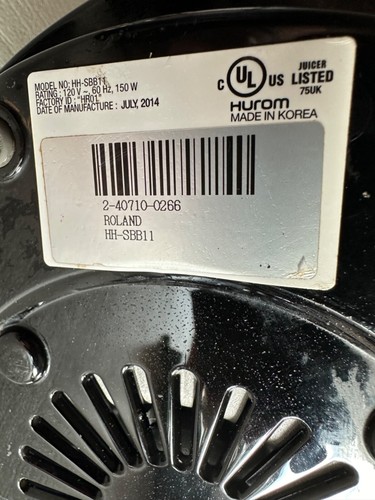 MODEL NO: HH-SBB11
RATING : 120 V ~, 60 Hz, 150 W
FACTORY ID : "HR01"
DATE OF MANUFACTURE : JULY, 2014
C UL US JUICER LISTED 75UK
hurom
MADE IN KOREA
2-40710-0266
ROLAND
HH-SBB11